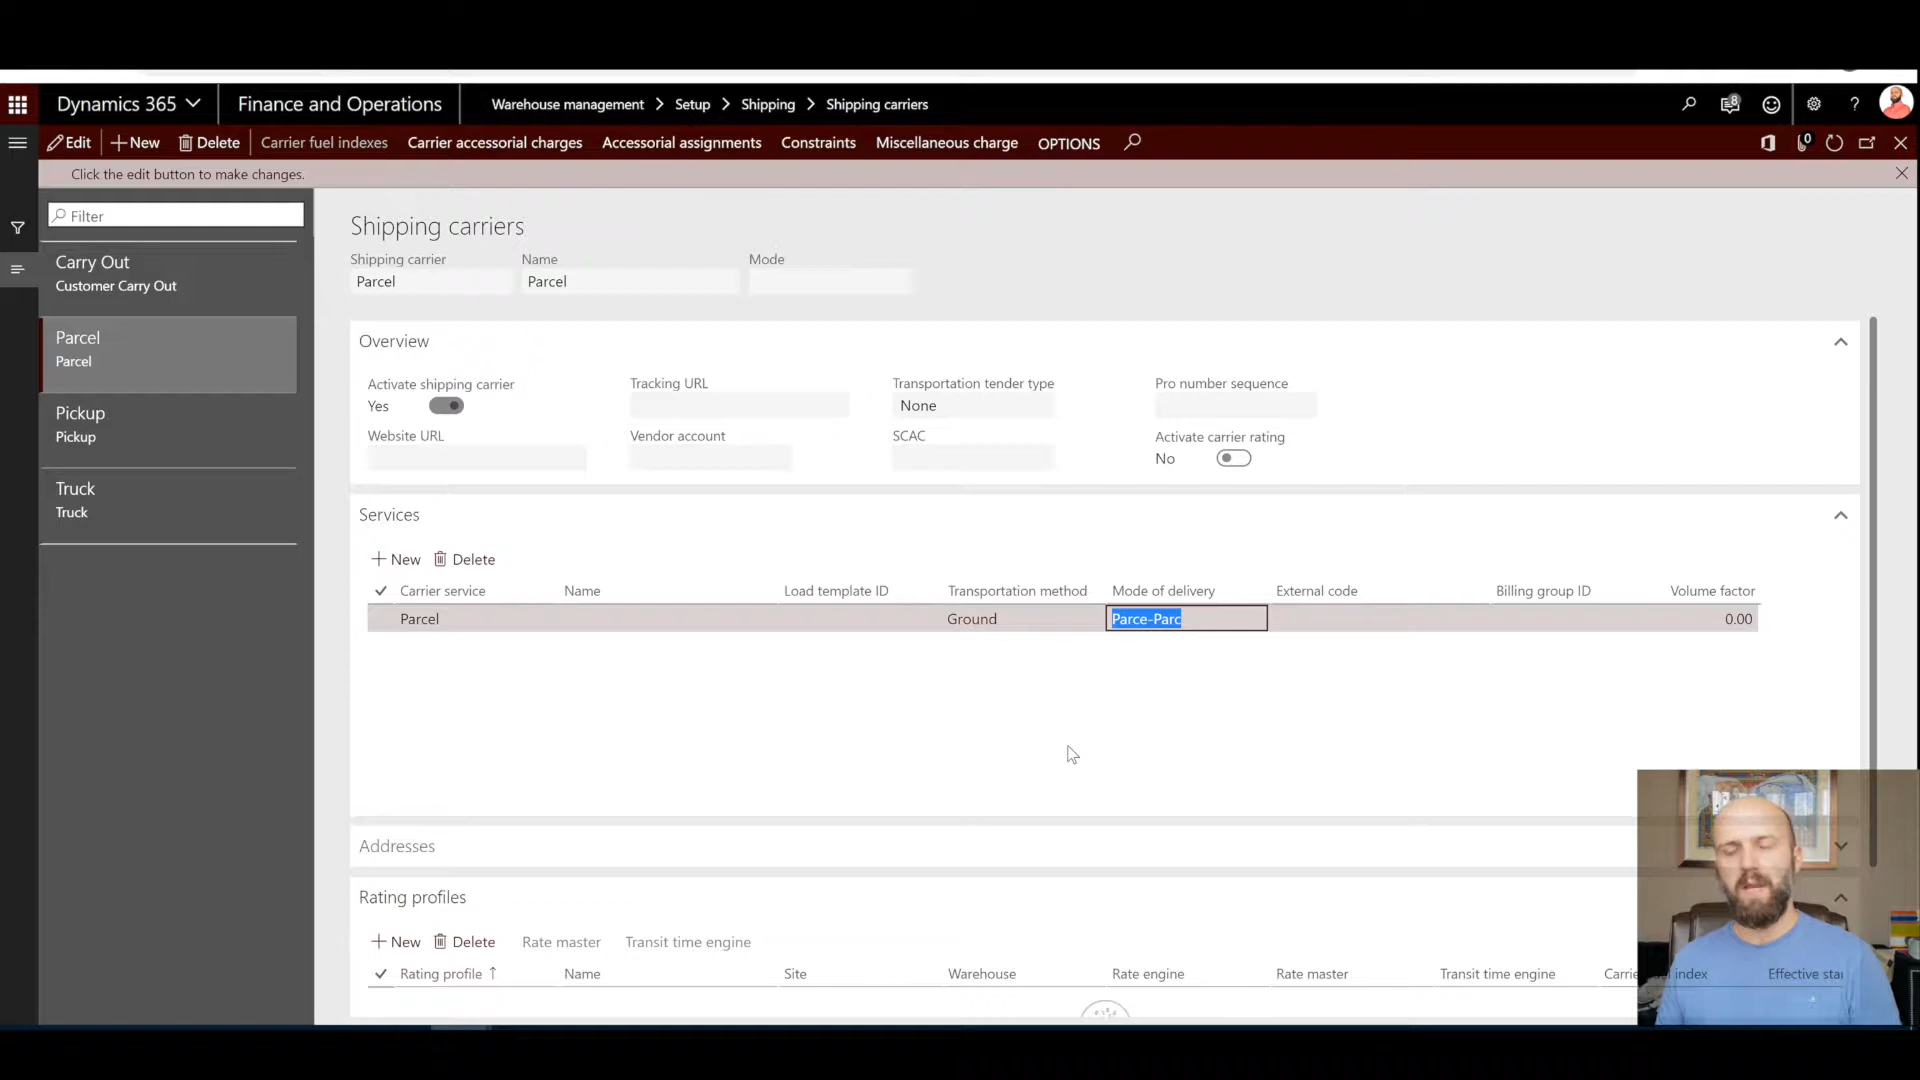 Dynamics 365 Finance and Operations Warehouse management > Setup > Shipping > Shipping carriers 8 ?
Edit New Delete Carrier fuel indexes Carrier accessorial charges Accessorial assignments Constraints Miscellaneous charge OPTIONS 0
Click the edit button to make changes.
Filter
Carry Out
Customer Carry Out
Parcel
Parcel
Pickup
Pickup
Truck
Truck
Shipping carriers
Shipping carrier Name Mode
Parcel Parcel
Overview
Activate shipping carrier Tracking URL Transportation tender type Pro number sequence
Yes None
Website URL Vendor account SCAC Activate carrier rating
No
Services
New Delete
Carrier service Name Load template ID Transportation method Mode of delivery External code Billing group ID Volume factor
Parcel Ground Parce-Parc 0.00
Addresses
Rating profiles
New Delete Rate master Transit time engine
Rating profile ↑ Name Site Warehouse Rate engine Rate master Transit time engine Carrie index Effective sta